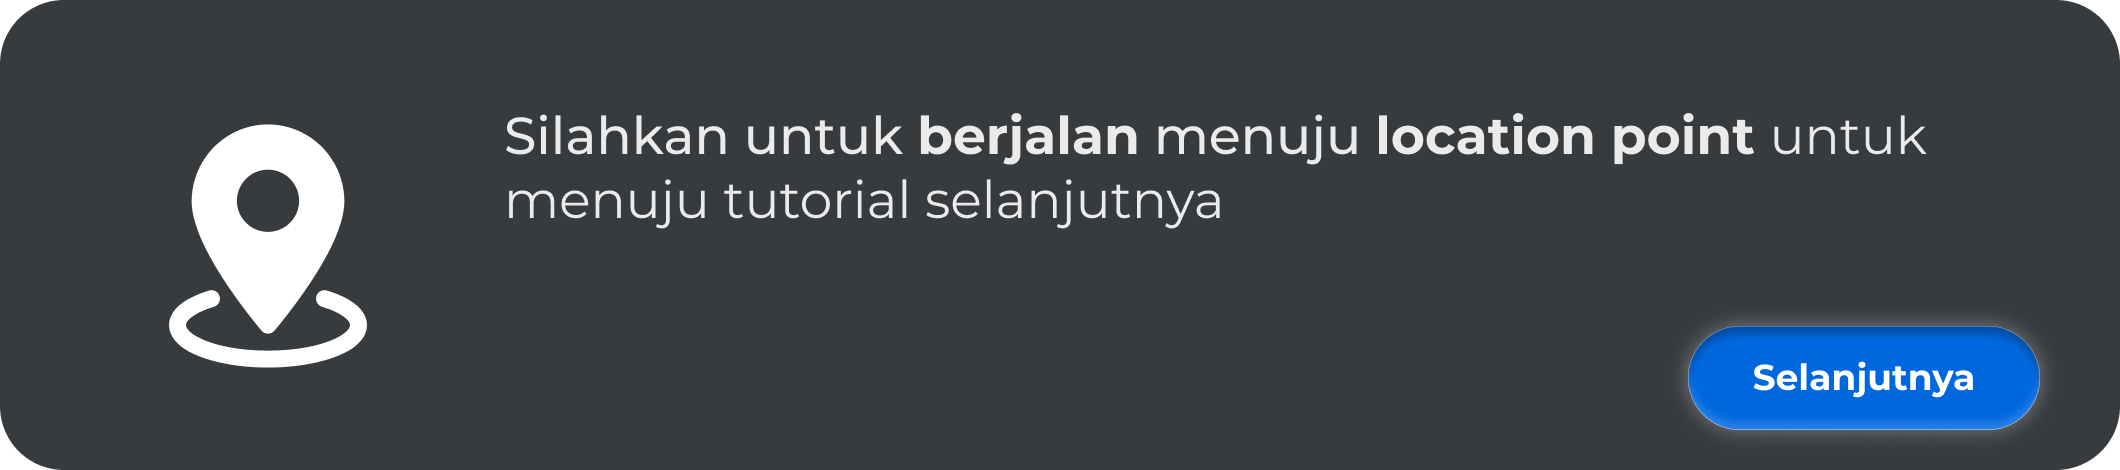 Silahkan untuk berjalan menuju location point untuk
menuju tutorial selanjutnya
Selanjutnya